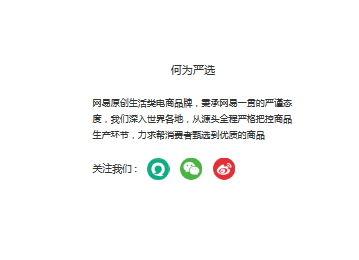 何为严选
网易原创生活类电商品牌，秉承网易一贯的严谨态
度，我们深入世界各地，从源头全程严格把控商品
生产环节，力求帮消费者甄选到优质的商品
关注我们：